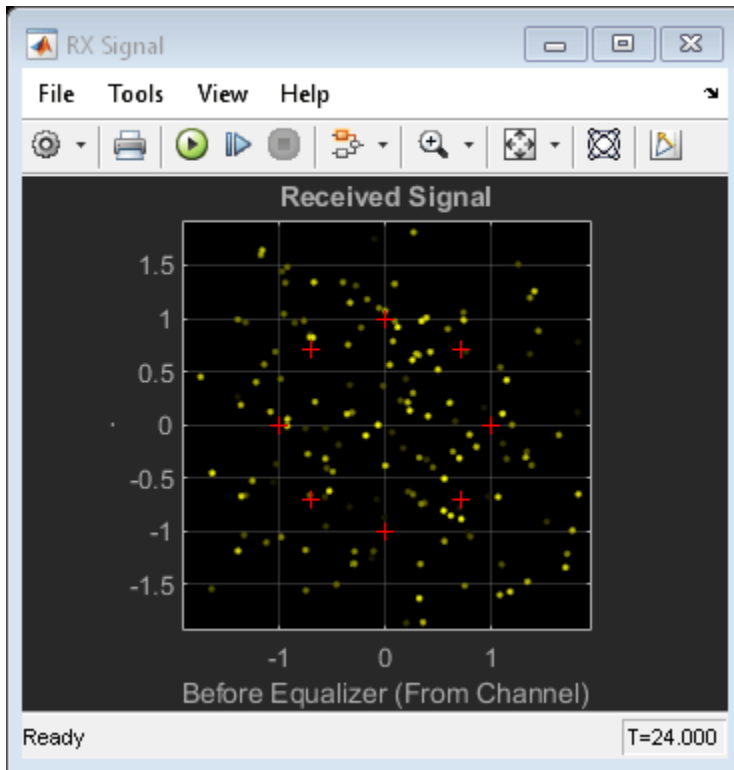 RX Signal
File Tools View Help
Received Signal
1.5
1
0.5
0
-0.5
-1
-1.5
-1 0 1
Before Equalizer (From Channel)
Ready T=24.000